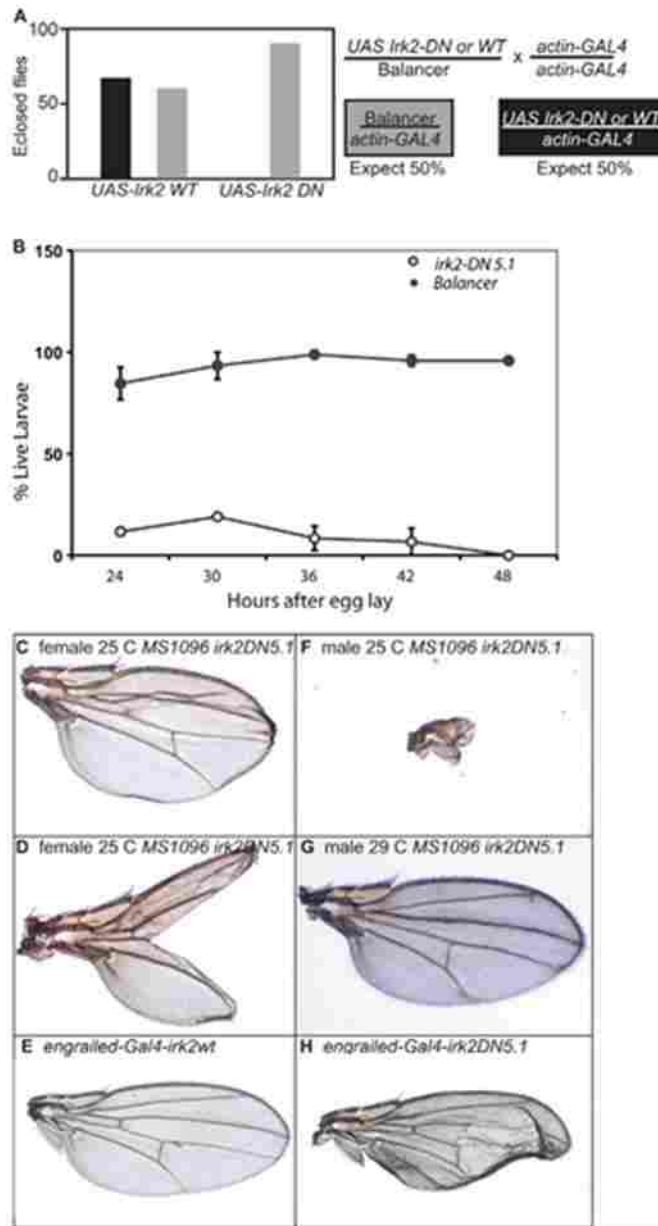 A
Eclosed flies
100
50
0
UAS-Irk2 WT
UAS-Irk2 DN
UAS Irk2-DN or WT
Balancer
x
actin-GAL4
actin-GAL4
Balancer
actin-GAL4
Expect 50%
UAS Irk2-DN or WT
actin-GAL4
Expect 50%
B
150
100
50
0
% Live Larvae
irk2-DN 5.1
Balancer
24 30 36 42 48
Hours after egg lay
C female 25 C MS1096 irk2DN5.1
F male 25 C MS1096 irk2DN5.1
D female 25 C MS1096 irk2DN5.1
G male 29 C MS1096 irk2DN5.1
E engrailed-Gal4-irk2wt
H engrailed-Gal4-irk2DN5.1